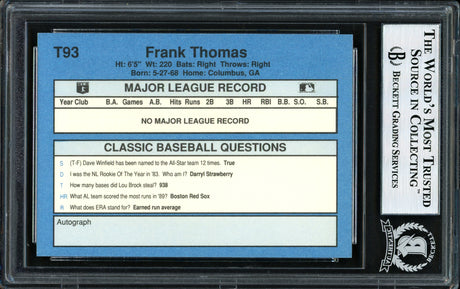 T93
Frank Thomas
Ht: 6'5" Wt: 220 Bats: Right Throws: Right
Born: 5-27-68 Home: Columbus, GA
MAJOR LEAGUE RECORD
Year Club B.A. Games A.B. Hits Runs 2B 3B HR RBI B.B. S.O. S.B.
NO MAJOR LEAGUE RECORD
CLASSIC BASEBALL QUESTIONS
S (T-F) Dave Winfield has been named to the All-Star team 12 times. True
D I was the NL Rookie Of The Year in '83. Who am I? Darryl Strawberry
T How many bases did Lou Brock steal? 938
HR What AL team scored the most runs in '89? Boston Red Sox
R What does ERA stand for? Earned run average
Autograph
The World's Most Trusted
Source in Collecting™
Beckett Grading Services
B
BECKETT
B
AUTHENTIC